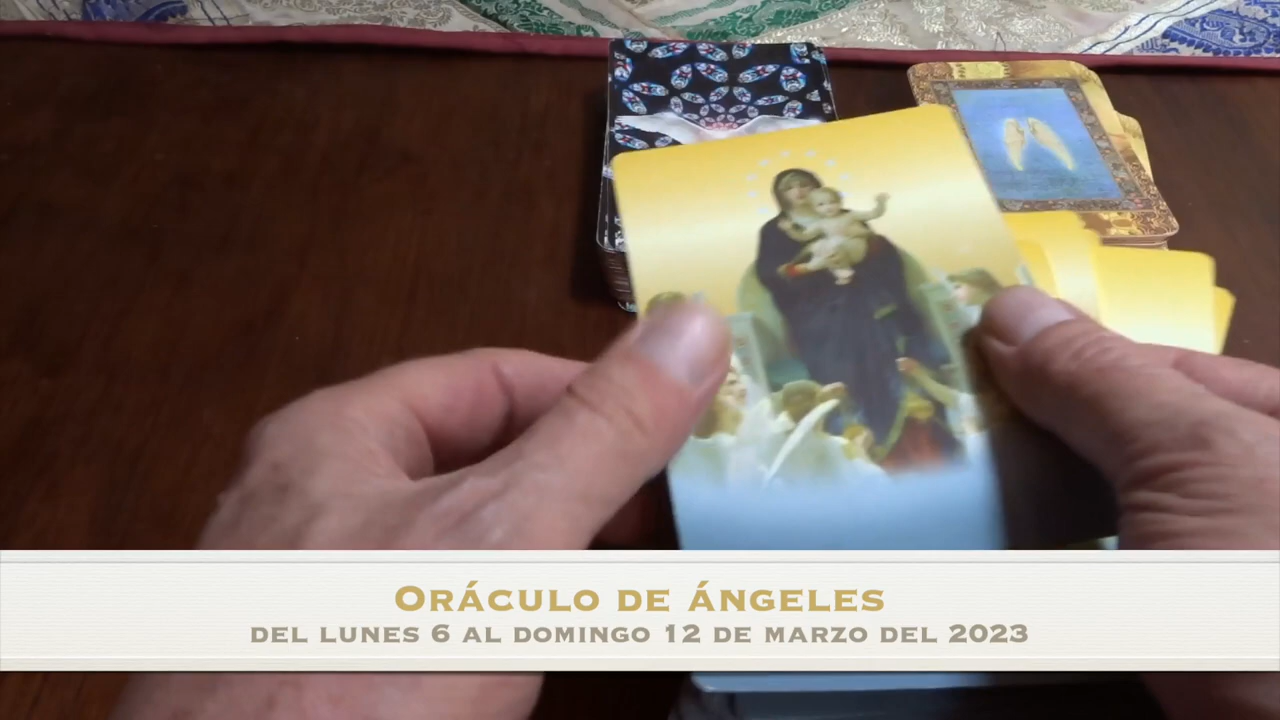 Oráculo de ángeles
del lunes 6 al domingo 12 de marzo del 2023